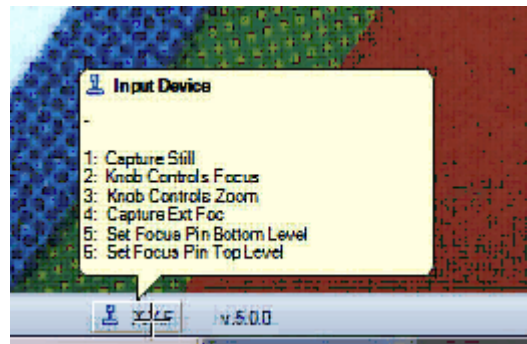 Input Device
-
1: Capture Still
2: Knob Controls Focus
3: Knob Controls Zoom
4: Capture Ext Foc
5: Set Focus Pin Bottom Level
6: Set Focus Pin Top Level
v.5.0.0